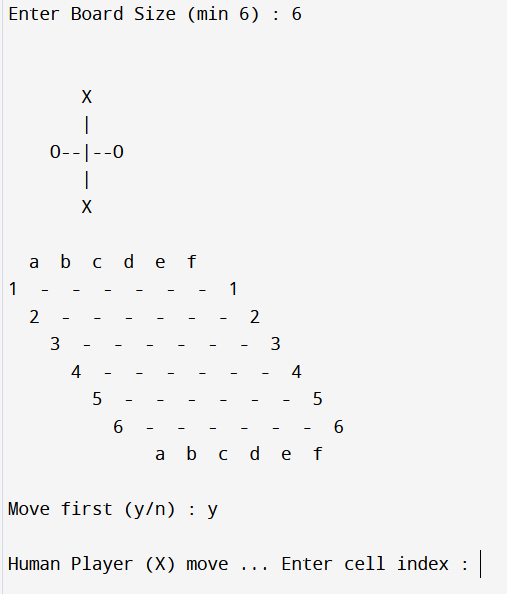 Enter Board Size (min 6) : 6
X
|
O--|--O
|
X
a b c d e f
1 - - - - - - 1
2 - - - - - - 2
3 - - - - - - 3
4 - - - - - - 4
5 - - - - - - 5
6 - - - - - - 6
a b c d e f
Move first (y/n) : y
Human Player (X) move ... Enter cell index :